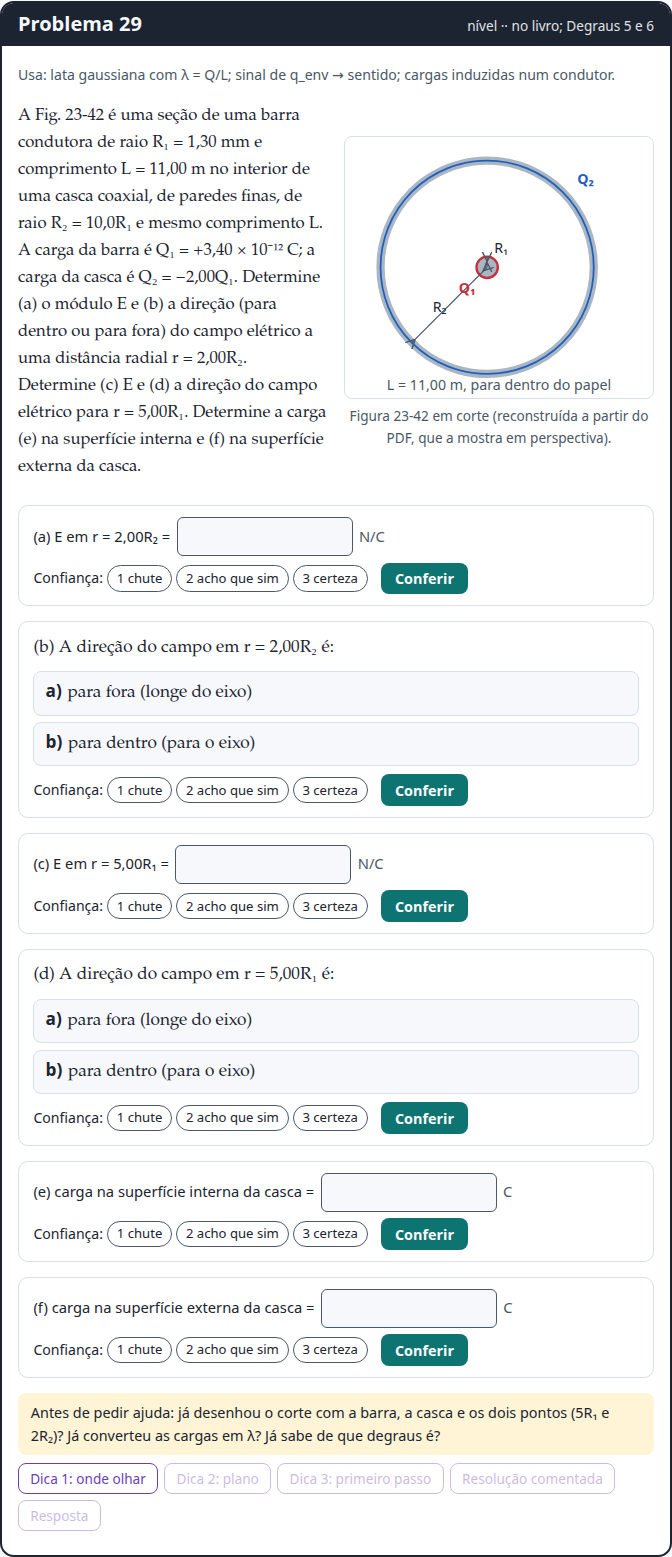 Problema 29
nível ·· no livro; Degraus 5 e 6
Usa: lata gaussiana com λ = Q/L; sinal de q_env → sentido; cargas induzidas num condutor.
A Fig. 23-42 é uma seção de uma barra
condutora de raio R₁ = 1,30 mm e
comprimento L = 11,00 m no interior de
uma casca coaxial, de paredes finas, de
raio R₂ = 10,0R₁ e mesmo comprimento L.
A carga da barra é Q₁ = +3,40 × 10⁻¹² C; a
carga da casca é Q₂ = −2,00Q₁. Determine
(a) o módulo E e (b) a direção (para
dentro ou para fora) do campo elétrico a
uma distância radial r = 2,00R₂.
Determine (c) E e (d) a direção do campo
elétrico para r = 5,00R₁. Determine a carga
(e) na superfície interna e (f) na superfície
externa da casca.
Q₂
R₁
Q₁
R₂
L = 11,00 m, para dentro do papel
Figura 23-42 em corte (reconstruída a partir do
PDF, que a mostra em perspectiva).
(a) E em r = 2,00R₂ =
N/C
Confiança: 1 chute 2 acho que sim 3 certeza Conferir
(b) A direção do campo em r = 2,00R₂ é:
a) para fora (longe do eixo)
b) para dentro (para o eixo)
Confiança: 1 chute 2 acho que sim 3 certeza Conferir
(c) E em r = 5,00R₁ =
N/C
Confiança: 1 chute 2 acho que sim 3 certeza Conferir
(d) A direção do campo em r = 5,00R₁ é:
a) para fora (longe do eixo)
b) para dentro (para o eixo)
Confiança: 1 chute 2 acho que sim 3 certeza Conferir
(e) carga na superfície interna da casca =
C
Confiança: 1 chute 2 acho que sim 3 certeza Conferir
(f) carga na superfície externa da casca =
C
Confiança: 1 chute 2 acho que sim 3 certeza Conferir
Antes de pedir ajuda: já desenhou o corte com a barra, a casca e os dois pontos (5R₁ e
2R₂)? Já converteu as cargas em λ? Já sabe de que degraus é?
Dica 1: onde olhar Dica 2: plano Dica 3: primeiro passo Resolução comentada
Resposta